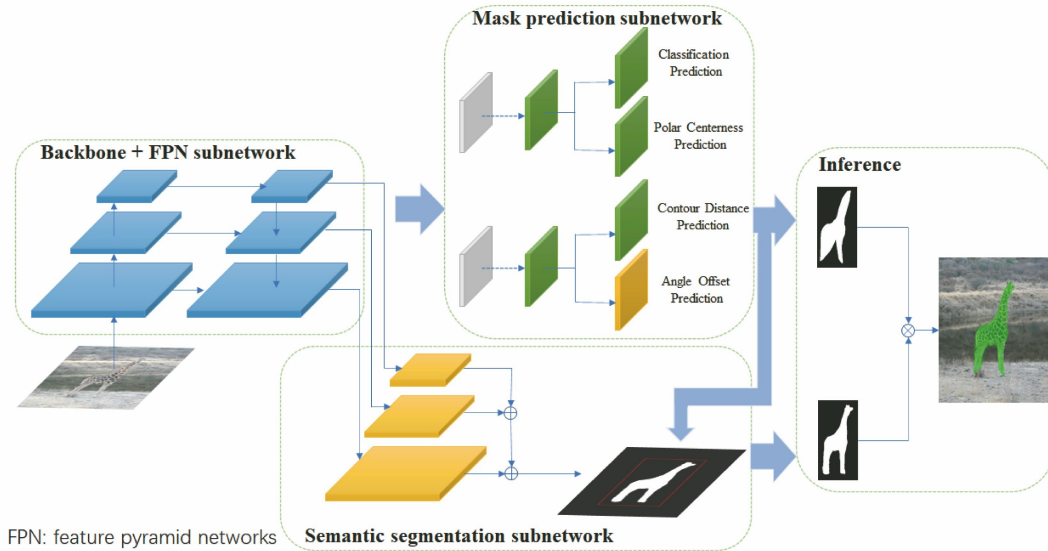 Mask prediction subnetwork
Classification
Prediction
Polar Centerness
Prediction
Backbone + FPN subnetwork
Contour Distance
Prediction
Angle Offset
Prediction
Inference
Semantic segmentation subnetwork
FPN: feature pyramid networks